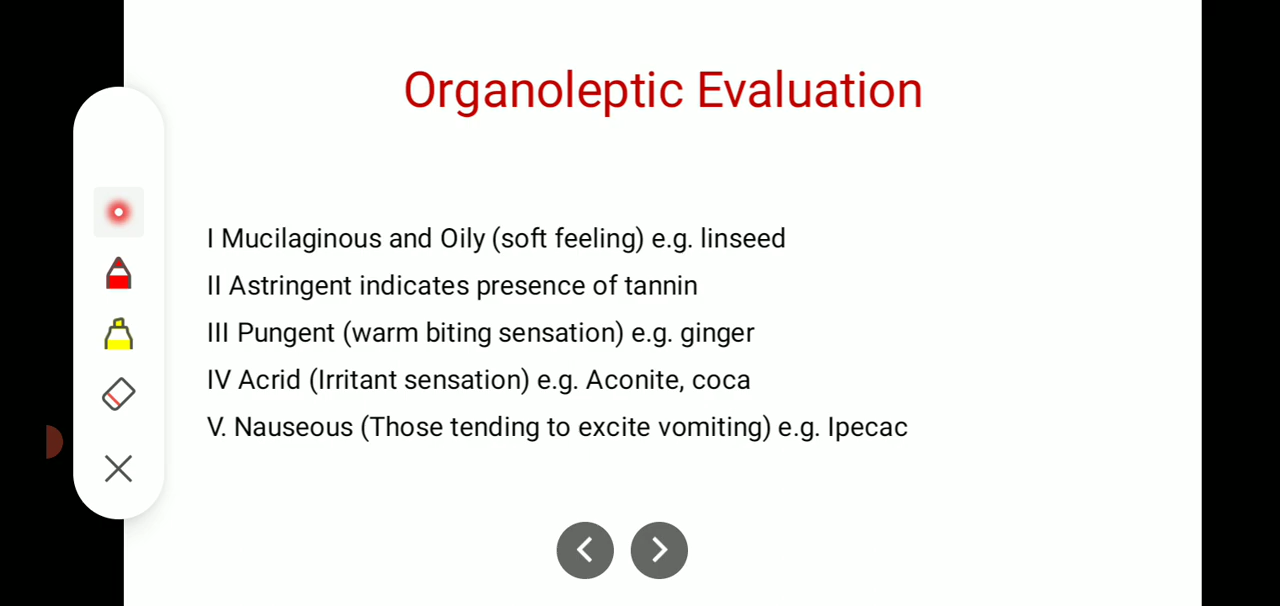 Organoleptic Evaluation
I Mucilaginous and Oily (soft feeling) e.g. linseed
II Astringent indicates presence of tannin
III Pungent (warm biting sensation) e.g. ginger
IV Acrid (Irritant sensation) e.g. Aconite, coca
V. Nauseous (Those tending to excite vomiting) e.g. Ipecac